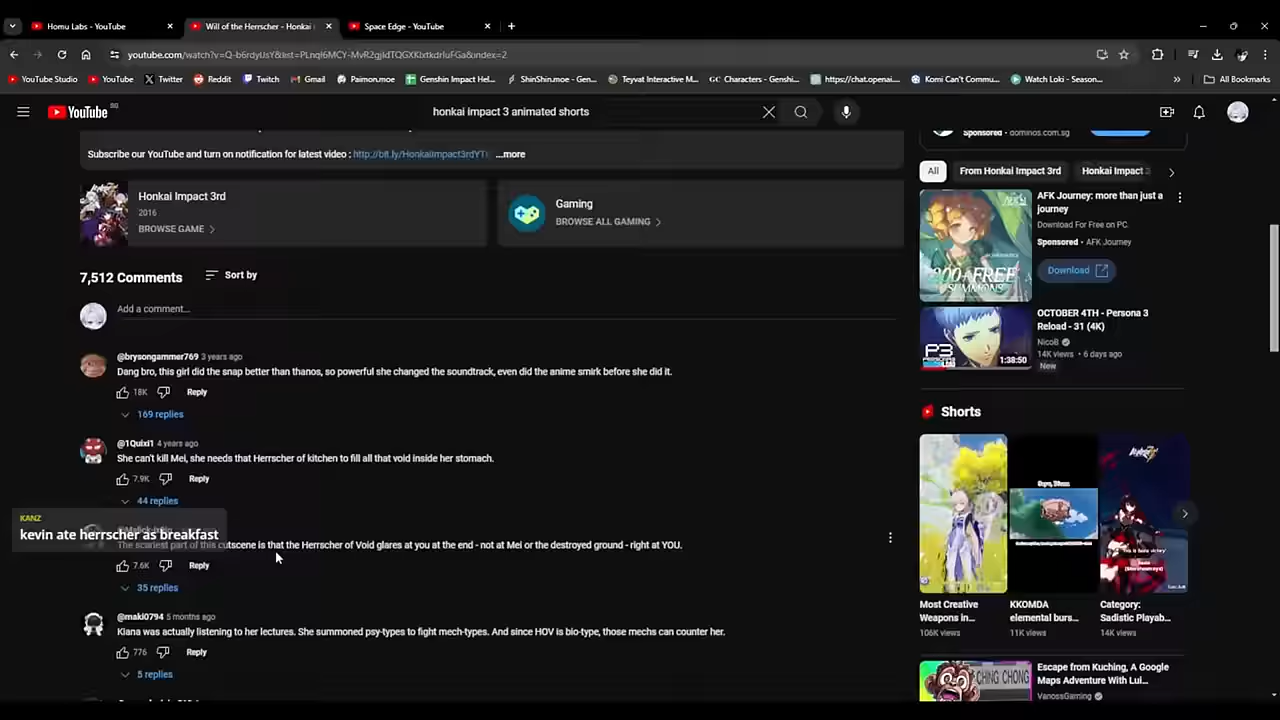 Homu Labs - YouTube
Will of the Herrscher - Honkai
Space Edge - YouTube
YouTube Studio
YouTube
Twitter
Reddit
Twitch
Gmail
Paimon.moe
Genshin Impact Hel...
ShinShin.moe - Gen...
Teyvat Interactive M...
GC Characters - Genshi...
https://chat.openai....
Komi Can't Commu...
Watch Loki - Season...
All Bookmarks
YouTube SG
honkai impact 3 animated shorts
Subscribe our YouTube and turn on notification for latest video : http://bit.ly/HonkaiImpact3rdYT ...more
Honkai Impact 3rd
2016
BROWSE GAME
Gaming
BROWSE ALL GAMING
7,512 Comments
Sort by
Add a comment...
@brysongammer769 3 years ago
Dang bro, this girl did the snap better than thanos, so powerful she changed the soundtrack, even did the anime smirk before she did it.
18K
Reply
169 replies
@1Quixi1 4 years ago
She can't kill Mei, she needs that Herrscher of kitchen to fill all that void inside her stomach.
7.9K
Reply
44 replies
KANZ
kevin ate herrscher as breakfast
The scariest part of this cutscene is that the Herrscher of Void glares at you at the end - not at Mei or the destroyed ground - right at YOU.
7.6K
Reply
35 replies
@maki0794 5 months ago
Kiana was actually listening to her lectures. She summoned psy-types to fight mech-types. And since HOV is bio-type, those mechs can counter her.
776
Reply
5 replies
Sponsored • dominos.com.sg
All
From Honkai Impact 3rd
Honkai Impact 3
AFK Journey: more than just a
journey
Download For Free on PC.
Sponsored • AFK Journey
Download
200+FREE
SUMMONS
OCTOBER 4TH - Persona 3
Reload - 31 (4K)
NicoB
14K views • 6 days ago
New
P3
1:38:50
Shorts
Most Creative
Weapons in...
106K views
KKOMDA
elemental burs...
11K views
Category:
Sadistic Playab...
14K views
CHING CHONG
Escape from Kuching, A Google
Maps Adventure With Lui...
VanossGaming